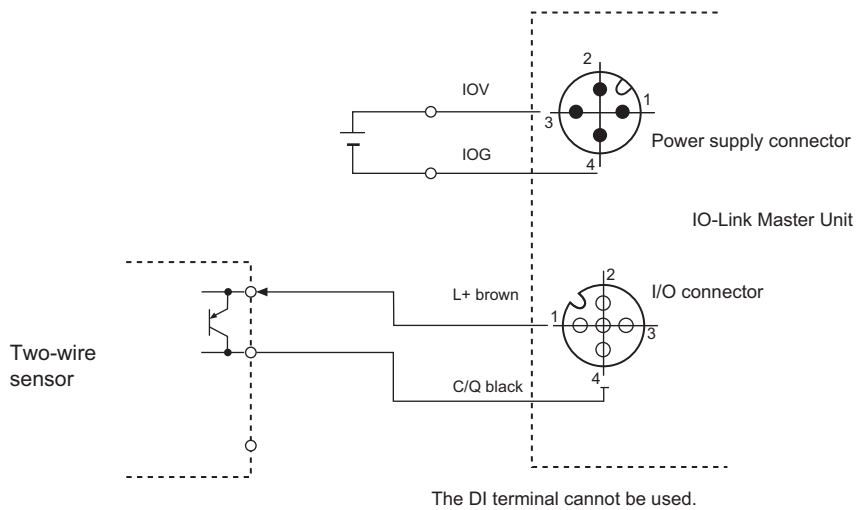 2
IOV
1
3
Power supply connector
IOG
4
IO-Link Master Unit
2
I/O connector
L+ brown
1
3
Two-wire
sensor
4
C/Q black
The DI terminal cannot be used.